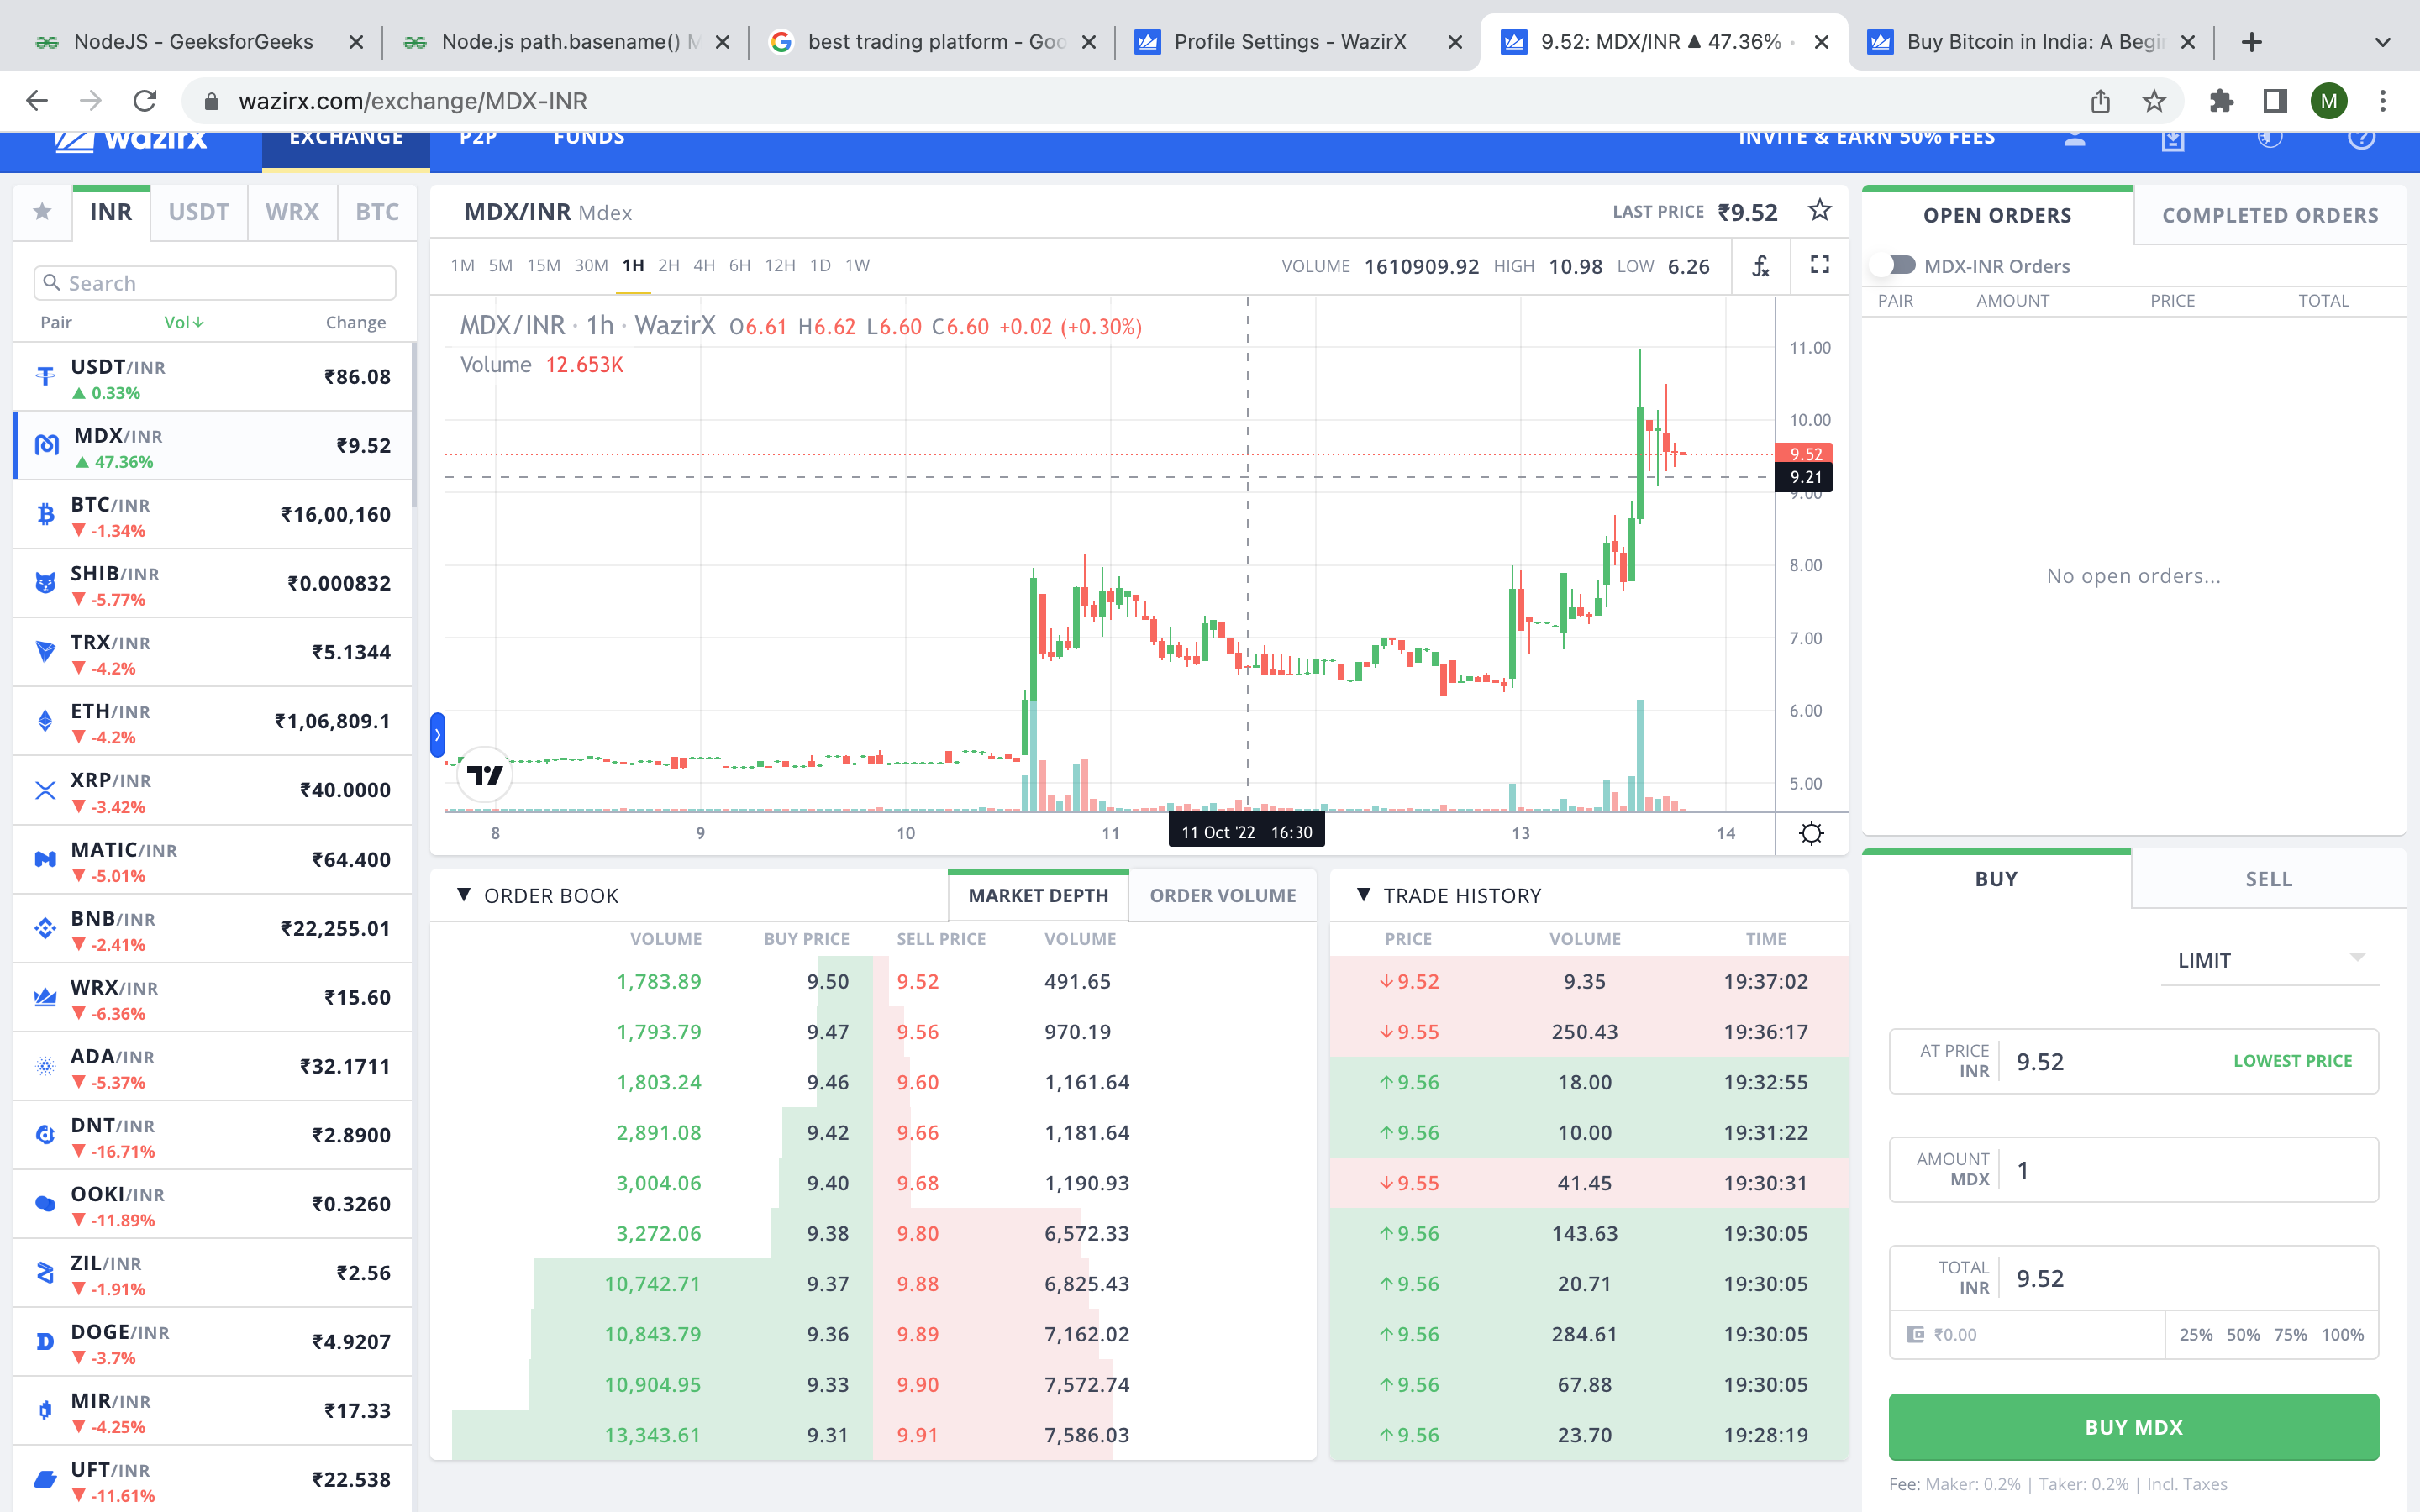 NodeJS - GeeksforGeeks
Node.js path.basename() M
best trading platform - Goo
Profile Settings - WazirX
9.52: MDX/INR ▲ 47.36% ·
Buy Bitcoin in India: A Begi
wazirx.com/exchange/MDX-INR
M
wazirx EXCHANGE P2P FUNDS INVITE & EARN 50% FEES
INR USDT WRX BTC
Search
Pair Vol↓ Change
USDT/INR ₹86.08
▲ 0.33%
MDX/INR ₹9.52
▲ 47.36%
BTC/INR ₹16,00,160
▼ -1.34%
SHIB/INR ₹0.000832
▼ -5.77%
TRX/INR ₹5.1344
▼ -4.2%
ETH/INR ₹1,06,809.1
▼ -4.2%
XRP/INR ₹40.0000
▼ -3.42%
MATIC/INR ₹64.400
▼ -5.01%
BNB/INR ₹22,255.01
▼ -2.41%
WRX/INR ₹15.60
▼ -6.36%
ADA/INR ₹32.1711
▼ -5.37%
DNT/INR ₹2.8900
▼ -16.71%
OOKI/INR ₹0.3260
▼ -11.89%
ZIL/INR ₹2.56
▼ -1.91%
DOGE/INR ₹4.9207
▼ -3.7%
MIR/INR ₹17.33
▼ -4.25%
UFT/INR ₹22.538
▼ -11.61%
MDX/INR Mdex LAST PRICE ₹9.52
1M 5M 15M 30M 1H 2H 4H 6H 12H 1D 1W VOLUME 1610909.92 HIGH 10.98 LOW 6.26
MDX/INR · 1h · WazirX O6.61 H6.62 L6.60 C6.60 +0.02 (+0.30%)
Volume 12.653K
11.00
10.00
9.52
9.21
9.00
8.00
7.00
6.00
5.00
8 9 10 11 11 Oct '22 16:30 13 14
▼ ORDER BOOK MARKET DEPTH ORDER VOLUME
VOLUME BUY PRICE SELL PRICE VOLUME
1,783.89 9.50 9.52 491.65
1,793.79 9.47 9.56 970.19
1,803.24 9.46 9.60 1,161.64
2,891.08 9.42 9.66 1,181.64
3,004.06 9.40 9.68 1,190.93
3,272.06 9.38 9.80 6,572.33
10,742.71 9.37 9.88 6,825.43
10,843.79 9.36 9.89 7,162.02
10,904.95 9.33 9.90 7,572.74
13,343.61 9.31 9.91 7,586.03
▼ TRADE HISTORY
PRICE VOLUME TIME
↓9.52 9.35 19:37:02
↓9.55 250.43 19:36:17
↑9.56 18.00 19:32:55
↑9.56 10.00 19:31:22
↓9.55 41.45 19:30:31
↑9.56 143.63 19:30:05
↑9.56 20.71 19:30:05
↑9.56 284.61 19:30:05
↑9.56 67.88 19:30:05
↑9.56 23.70 19:28:19
OPEN ORDERS COMPLETED ORDERS
MDX-INR Orders
PAIR AMOUNT PRICE TOTAL
No open orders...
BUY SELL
LIMIT
AT PRICE INR 9.52 LOWEST PRICE
AMOUNT MDX 1
TOTAL INR 9.52
₹0.00 25% 50% 75% 100%
BUY MDX
Fee: Maker: 0.2% | Taker: 0.2% | Incl. Taxes